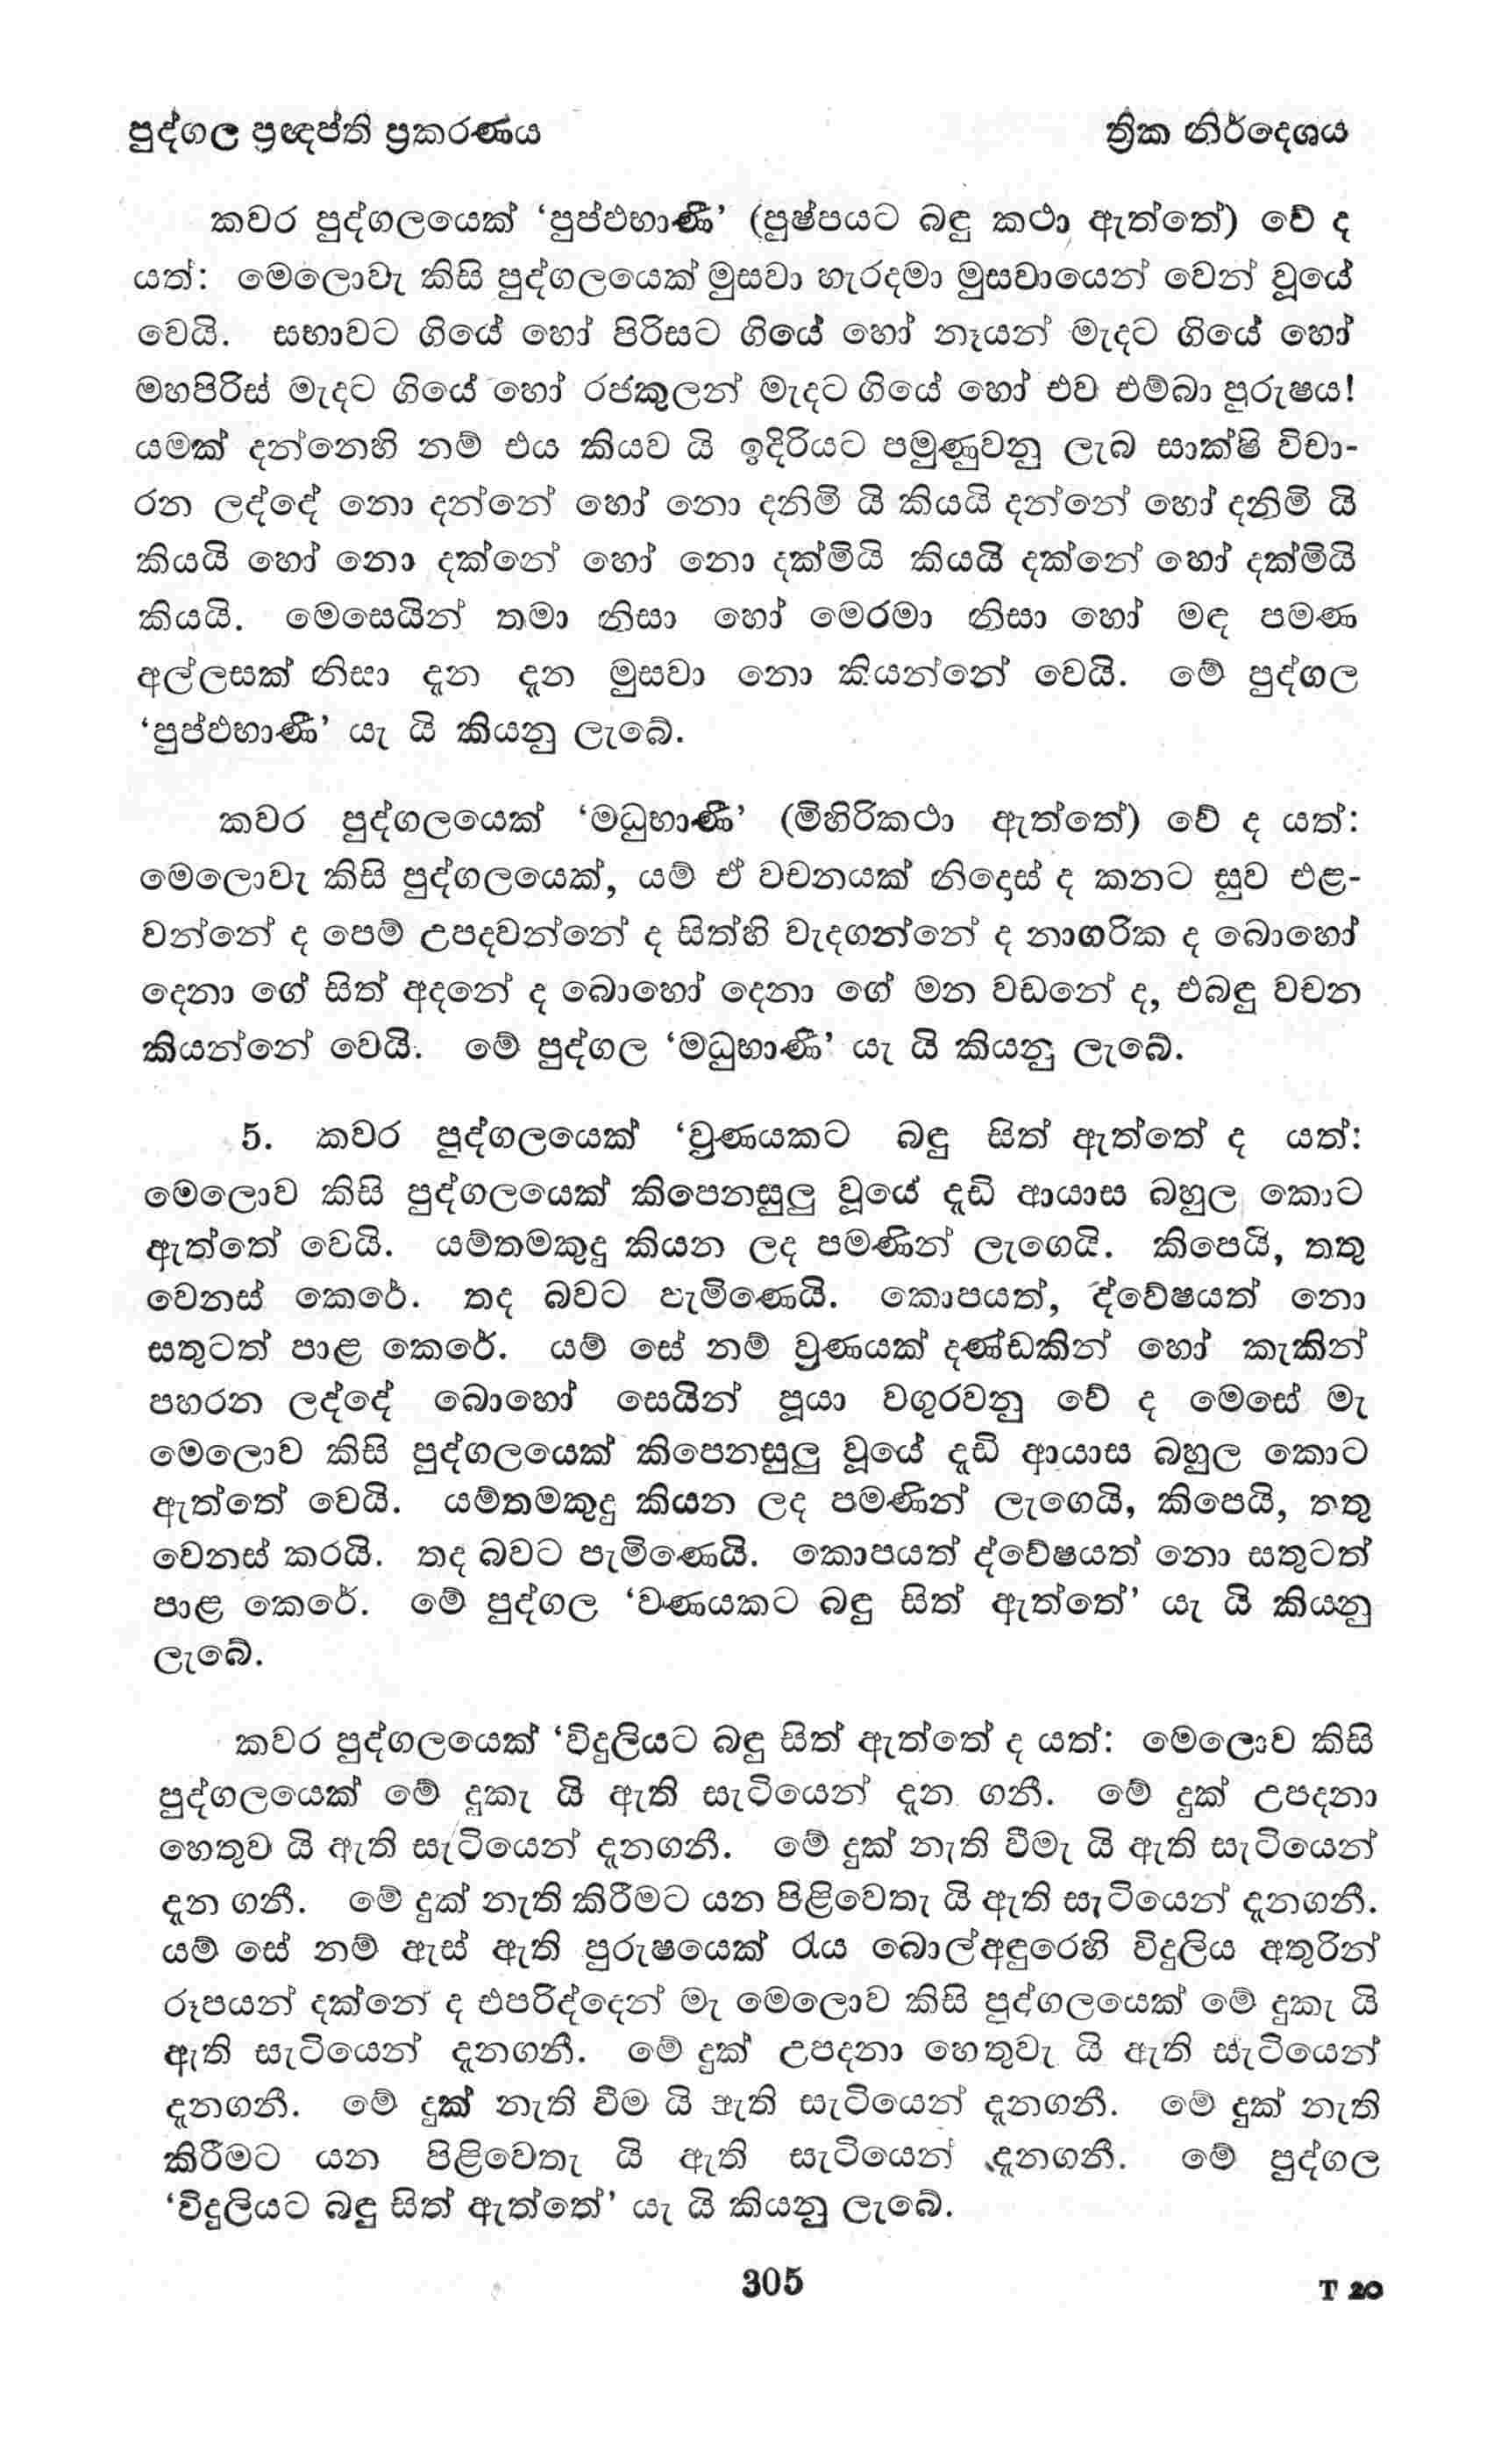 පුද්ගල ප්‍රඥප්ති ප්‍රකරණය
ත්‍රික නිර්දෙශය
කවර පුද්ගලයෙක් ‘පුප්ඵභාණී’ (පුෂ්පයට බඳු කථා ඇත්තේ) වේ ද
යත්: මෙලොවැ කිසි පුද්ගලයෙක් මුසවා හැරදමා මුසවායෙන් වෙන් වූයේ
වෙයි. සභාවට ගියේ හෝ පිරිසට ගියේ හෝ නෑයන් මැදට ගියේ හෝ
මහපිරිස් මැදට ගියේ හෝ රජකුලන් මැදට ගියේ හෝ එව එම්බා පුරුෂය!
යමක් දන්නෙහි නම් එය කියව යි ඉදිරියට පමුණුවනු ලැබ සාක්ෂි විචා-
රන ලද්දේ නො දන්නේ හෝ නො දනිමි යි කියයි දන්නේ හෝ දනිමි යි
කියයි හෝ නො දක්නේ හෝ නො දක්මියි කියයි දක්නේ හෝ දක්මියි
කියයි. මෙසෙයින් තමා නිසා හෝ මෙරමා නිසා හෝ මඳ පමණ
අල්ලසක් නිසා දැන දැන මුසවා නො කියන්නේ වෙයි. මේ පුද්ගල
‘පුප්ඵභාණී’ යැ යි කියනු ලැබේ.
කවර පුද්ගලයෙක් ‘මධුභාණී’ (මිහිරිකථා ඇත්තේ) වේ ද යත්:
මෙලොවැ කිසි පුද්ගලයෙක්, යම් ඒ වචනයක් නිදොස් ද කනට සුව එළ-
වන්නේ ද පෙම් උපදවන්නේ ද සිත්හි වැදගන්නේ ද නාගරික ද බොහෝ
දෙනා ගේ සිත් අදනේ ද බොහෝ දෙනා ගේ මන වඩනේ ද, එබඳු වචන
කියන්නේ වෙයි. මේ පුද්ගල ‘මධුභාණී’ යැ යි කියනු ලැබේ.
5. කවර පුද්ගලයෙක් ‘ව්‍රණයකට බඳු සිත් ඇත්තේ ද යත්:
මෙලොව කිසි පුද්ගලයෙක් කිපෙනසුලු වූයේ දැඩි ආයාස බහුල කොට
ඇත්තේ වෙයි. යම්තමකුදු කියන ලද පමණින් ලැගෙයි. කිපෙයි, තතු
වෙනස් කෙරේ. තද බවට පැමිණෙයි. කොපයත්, ද්වේෂයත් නො
සතුටත් පාළ කෙරේ. යම් සේ නම් ව්‍රණයක් දණ්ඩකින් හෝ කැකින්
පහරන ලද්දේ බොහෝ සෙයින් පූයා වගුරවනු වේ ද මෙසේ මැ
මෙලොව කිසි පුද්ගලයෙක් කිපෙනසුලු වූයේ දැඩි ආයාස බහුල කොට
ඇත්තේ වෙයි. යම්තමකුදු කියන ලද පමණින් ලැගෙයි, කිපෙයි, තතු
වෙනස් කරයි. තද බවට පැමිණෙයි. කොපයත් ද්වේෂයත් නො සතුටත්
පාළ කෙරේ. මේ පුද්ගල ‘වණයකට බඳු සිත් ඇත්තේ’ යැ යි කියනු
ලැබේ.
කවර පුද්ගලයෙක් ‘විදුලියට බඳු සිත් ඇත්තේ ද යත්: මෙලොව කිසි
පුද්ගලයෙක් මේ දුකැ යි ඇති සැටියෙන් දැන ගනී. මේ දුක් උපදනා
හෙතුව යි ඇති සැටියෙන් දැනගනී. මේ දුක් නැති වීමැ යි ඇති සැටියෙන්
දැන ගනී. මේ දුක් නැති කිරීමට යන පිළිවෙතැ යි ඇති සැටියෙන් දැනගනී.
යම් සේ නම් ඇස් ඇති පුරුෂයෙක් රැය බොල්අඳුරෙහි විදුලිය අතුරින්
රූපයන් දක්නේ ද එපරිද්දෙන් මැ මෙලොව කිසි පුද්ගලයෙක් මේ දුකැ යි
ඇති සැටියෙන් දැනගනී. මේ දුක් උපදනා හෙතුවැ යි ඇති සැටියෙන්
දැනගනී. මේ දුක් නැති වීම යි ඇති සැටියෙන් දැනගනී. මේ දුක් නැති
කිරීමට යන පිළිවෙතැ යි ඇති සැටියෙන් දැනගනී. මේ පුද්ගල
‘විදුලියට බඳු සිත් ඇත්තේ’ යැ යි කියනු ලැබේ.
305
T 20